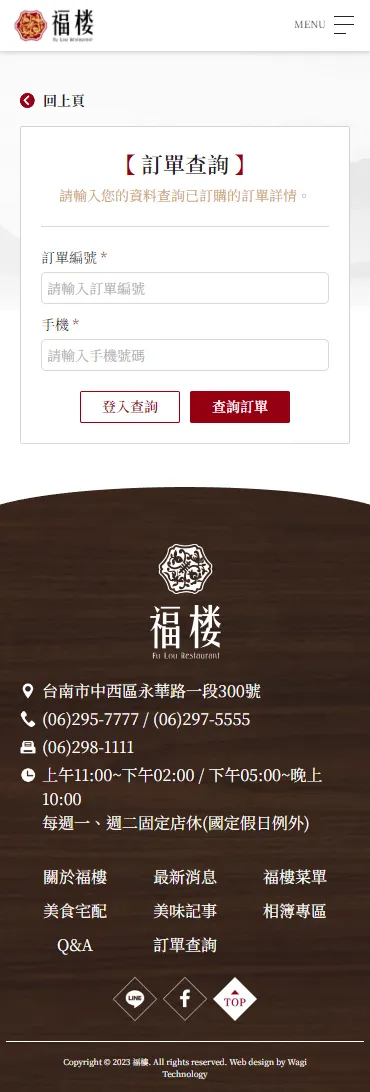 福楼
Fu Lou Restaurant
MENU
回上頁
【 訂單查詢 】
請輸入您的資料查詢已訂購的訂單詳情。
訂單編號 *
請輸入訂單編號
手機 *
請輸入手機號碼
登入查詢
查詢訂單
福楼
Fu Lou Restaurant
台南市中西區永華路一段300號
(06)295-7777 / (06)297-5555
(06)298-1111
上午11:00~下午02:00 / 下午05:00~晚上
10:00
每週一、週二固定店休(國定假日例外)
關於福樓 最新消息 福樓菜單
美食宅配 美味記事 相簿專區
Q&A 訂單查詢
LINE
TOP
Copyright © 2023 福樓. All rights reserved. Web design by Wagi
Technology